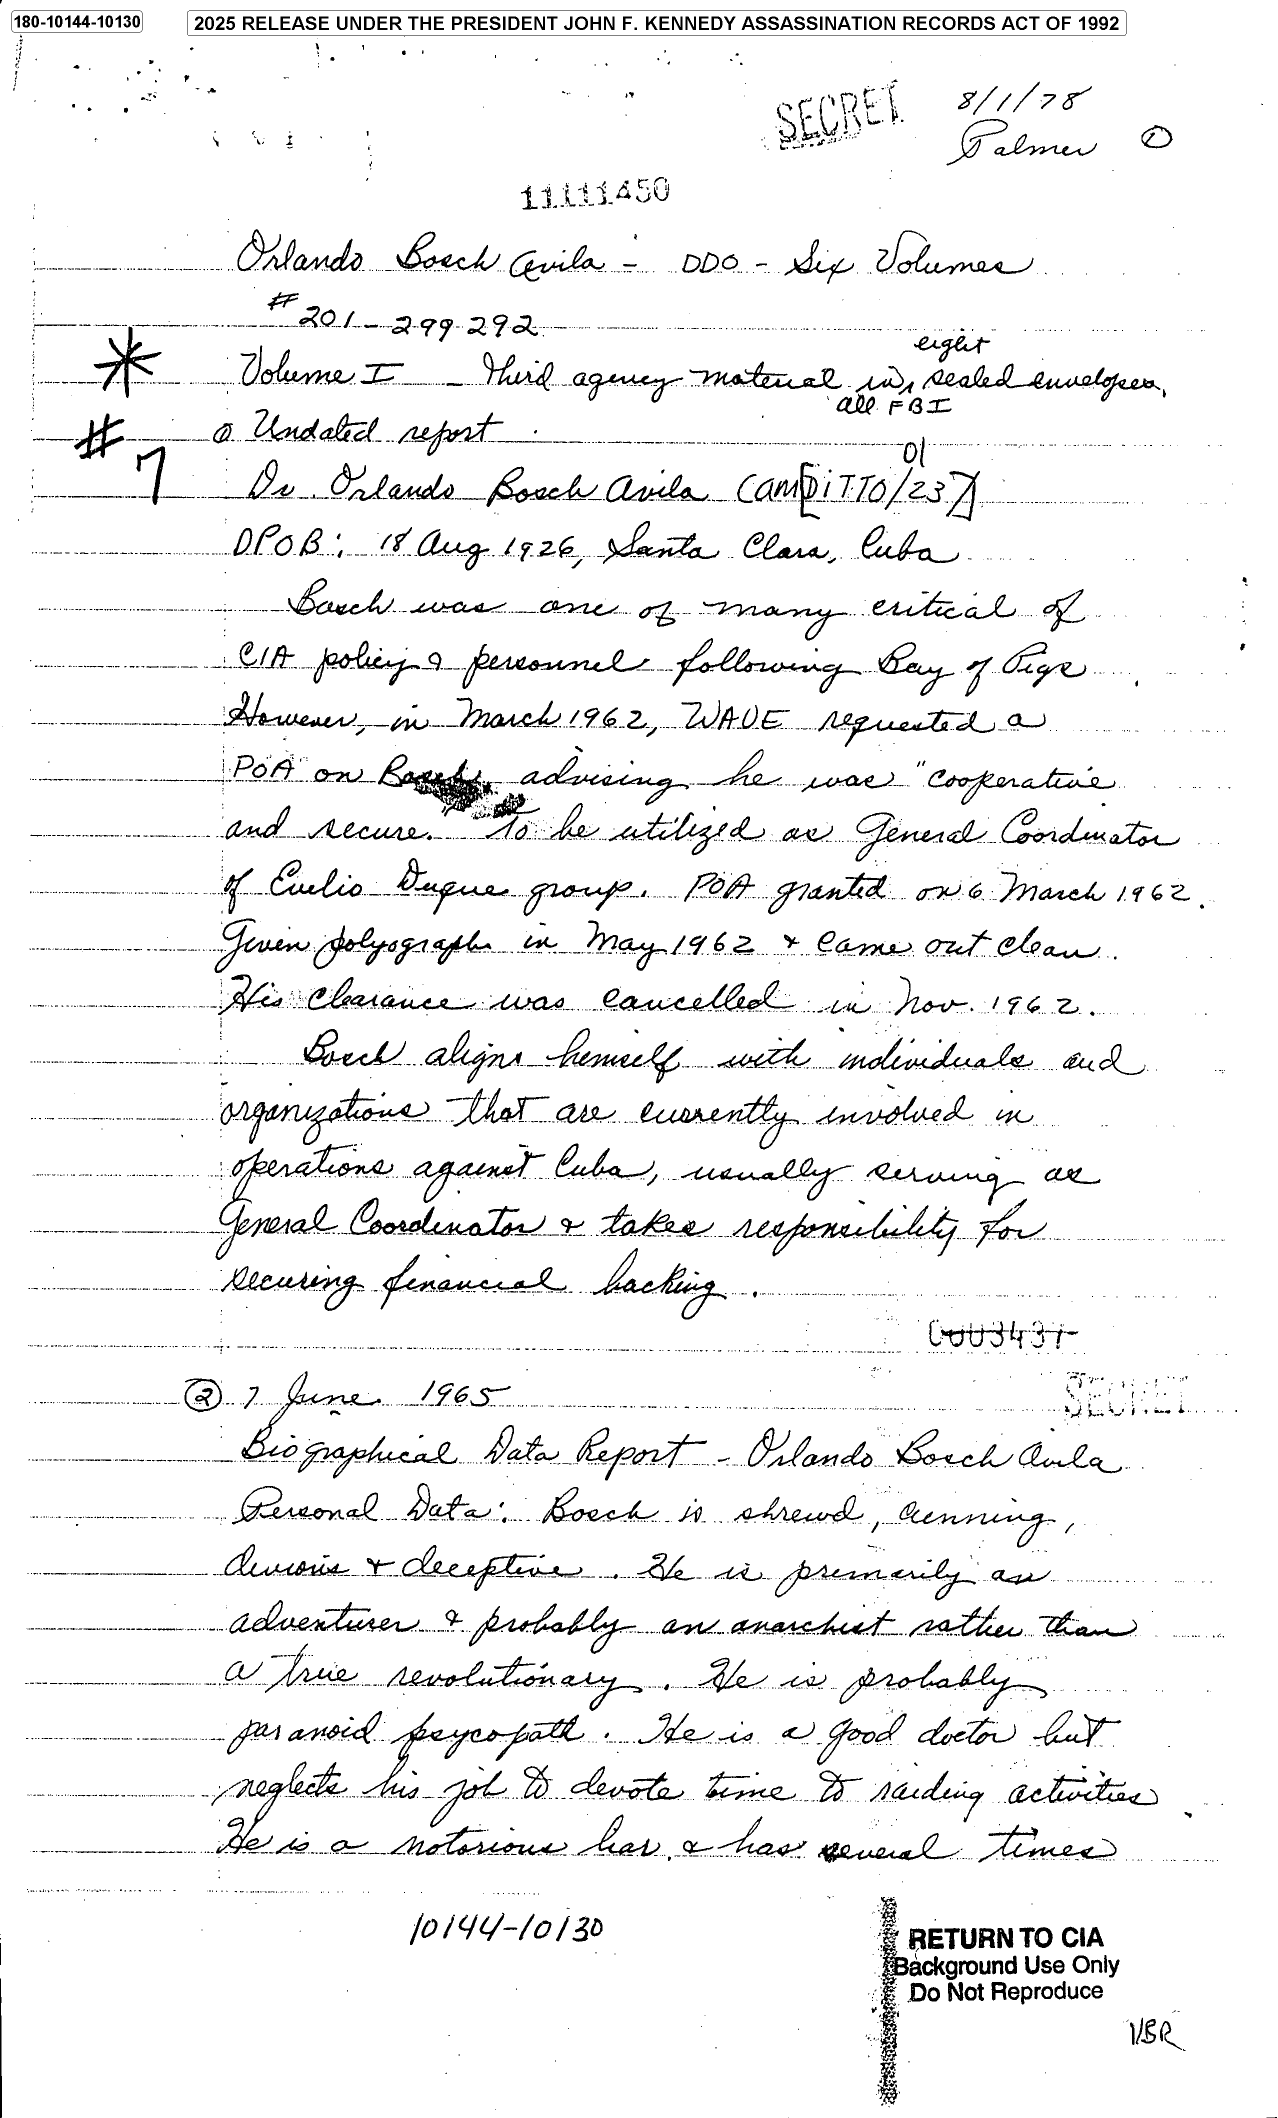 180-10144-10130
2025 RELEASE UNDER THE PRESIDENT JOHN F. KENNEDY ASSASSINATION RECORDS ACT OF 1992
SECRET
8/1/78
Palmer ①
11111450
Orlando Bosch Avila - DDO - Six Volumes
# 201-299292
eight
* Volume I - third agency material in ^ sealed envelopes,
all FBI
# 7
① Undated report
01
Dr. Orlando Bosch Avila (AM[DITTO/23])
DPOB: 18 Aug 1926, Santa Clara, Cuba
Bosch was one of many critical of
CIA policy & personnel following Bay of Pigs
However, in March 1962, WAVE requested a
POA on Bosch, advising he was "cooperative
and secure." To be utilized as General Coordinator
of Evelio Duque group. POA granted on 6 March 1962.
Given polyograph in May 1962 & came out clean.
His clearance was cancelled in Nov. 1962.
Bosch aligns himself with individuals and
organizations that are currently involved in
operations against Cuba, usually serving as
General Coordinator & takes responsibility for
securing financial backing.
0003437
SECRET
② 7 June 1965
Biographical Data Report - Orlando Bosch Avila
Personal Data: Bosch is shrewd, cunning,
devious & deceptive. He is primarily an
adventurer & probably an anarchist rather than
a true revolutionary. He is probably
paranoid psycopath. He is a good doctor but
neglects his job to devote time to raiding activities
He is a notorious liar & has several times
10144-10130
RETURN TO CIA
Background Use Only
Do Not Reproduce